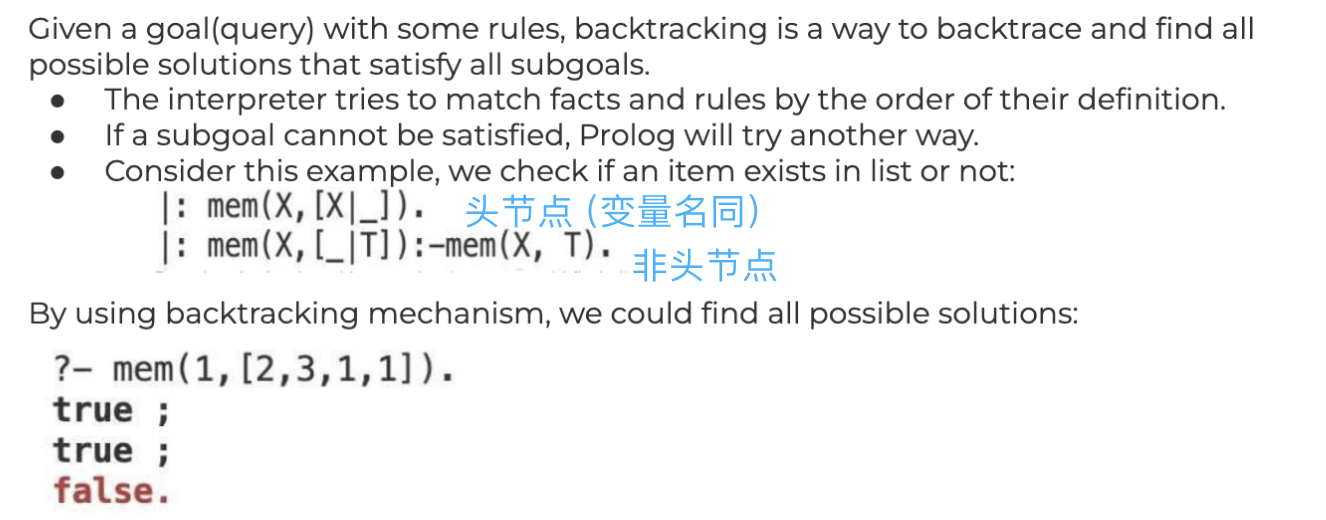 Given a goal(query) with some rules, backtracking is a way to backtrace and find all
possible solutions that satisfy all subgoals.
● The interpreter tries to match facts and rules by the order of their definition.
● If a subgoal cannot be satisfied, Prolog will try another way.
● Consider this example, we check if an item exists in list or not:
|: mem(X,[X|_]). 头节点 (变量名同)
|: mem(X,[_|T]):-mem(X, T).
非头节点
By using backtracking mechanism, we could find all possible solutions:
?- mem(1,[2,3,1,1]).
true ;
true ;
false.